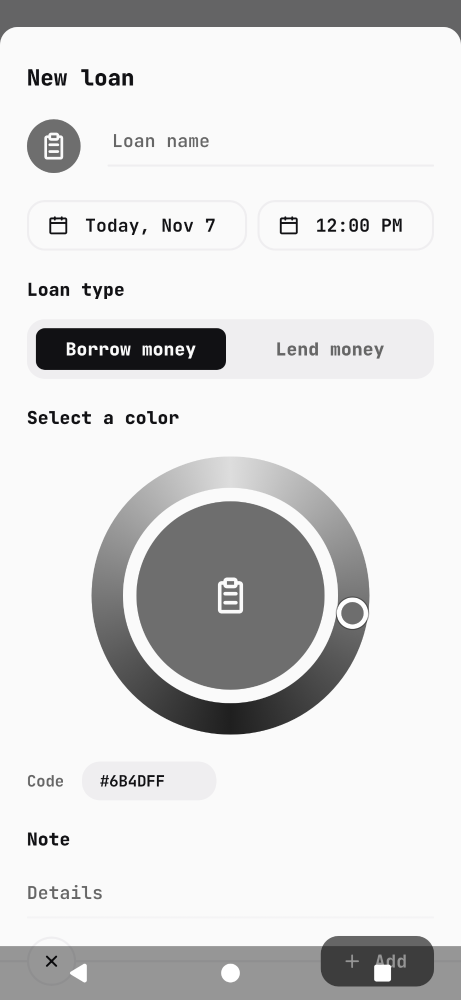 New loan
Loan name
Today, Nov 7
12:00 PM
Loan type
Borrow money
Lend money
Select a color
Code
#6B4DFF
Note
Details
Add